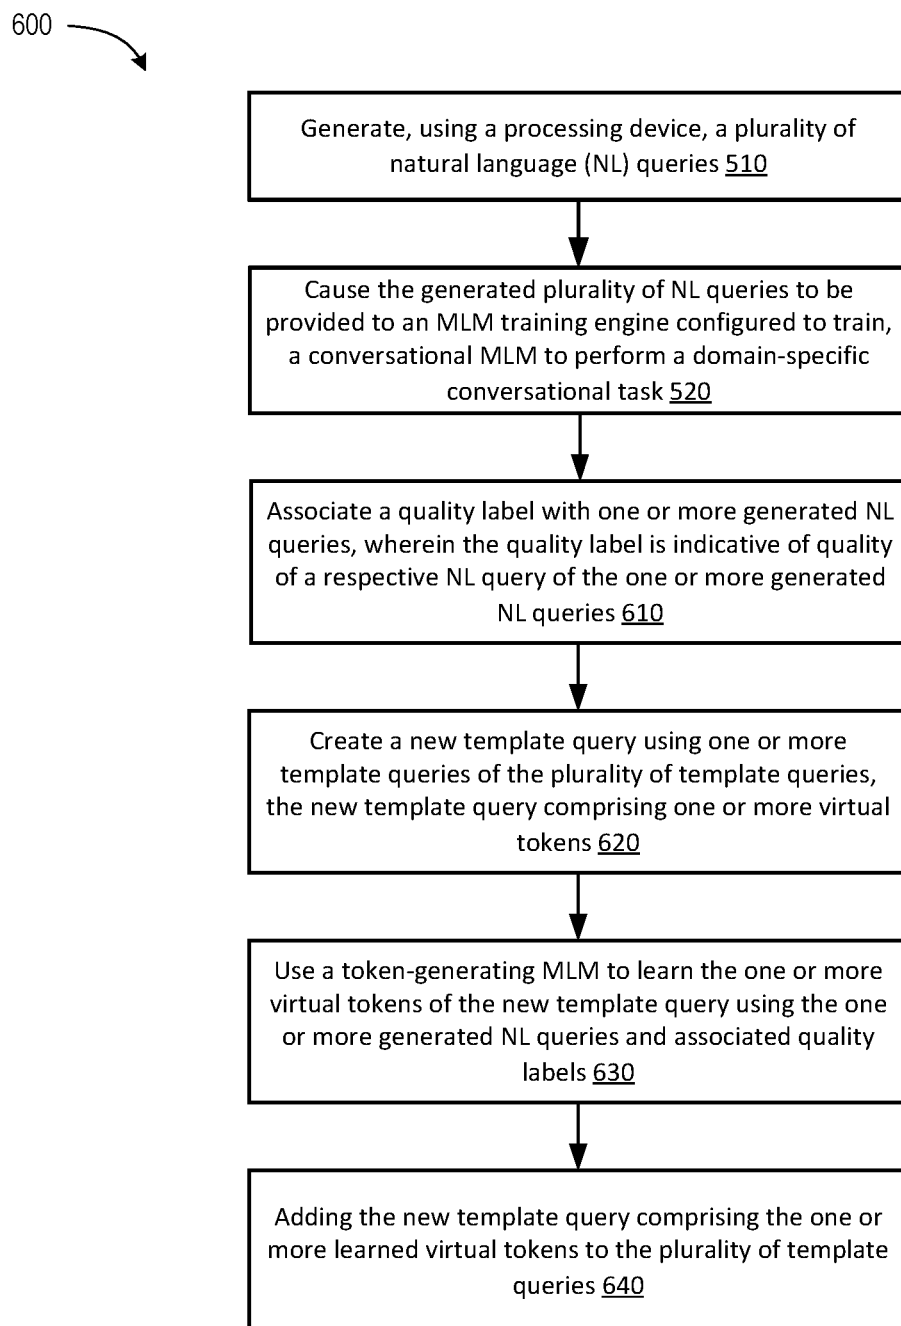 600
Generate, using a processing device, a plurality of
natural language (NL) queries 510
Cause the generated plurality of NL queries to be
provided to an MLM training engine configured to train,
a conversational MLM to perform a domain-specific
conversational task 520
Associate a quality label with one or more generated NL
queries, wherein the quality label is indicative of quality
of a respective NL query of the one or more generated
NL queries 610
Create a new template query using one or more
template queries of the plurality of template queries,
the new template query comprising one or more virtual
tokens 620
Use a token-generating MLM to learn the one or more
virtual tokens of the new template query using the one
or more generated NL queries and associated quality
labels 630
Adding the new template query comprising the one or
more learned virtual tokens to the plurality of template
queries 640